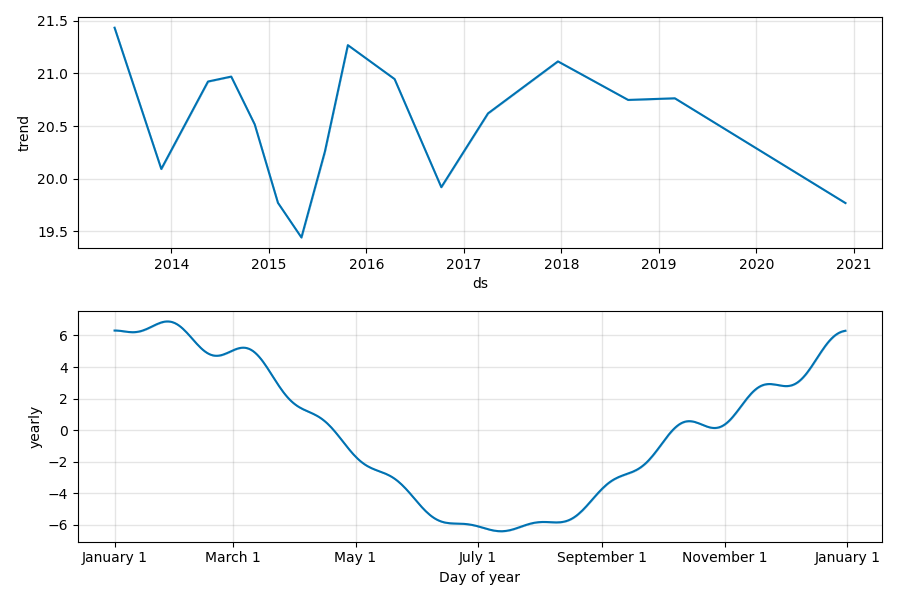 21.5
21.0
20.5
20.0
19.5
trend
2014 2015 2016 2017 2018 2019 2020 2021
ds
6
4
2
0
−2
−4
−6
yearly
January 1 March 1 May 1 July 1 September 1 November 1 January 1
Day of year